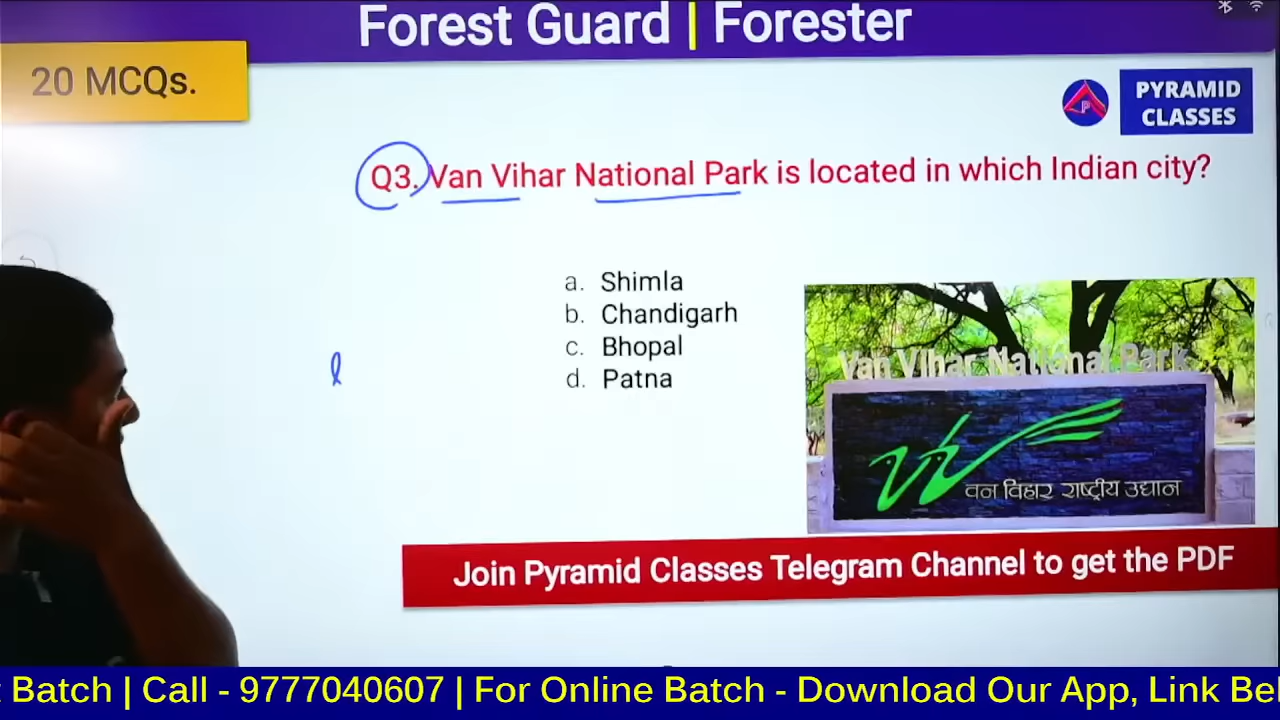 Forest Guard | Forester
20 MCQs.
PYRAMID
CLASSES
Q3. Van Vihar National Park is located in which Indian city?
a. Shimla
b. Chandigarh
c. Bhopal
d. Patna
Van Vihar National Park
वन विहार राष्ट्रीय उद्यान
Join Pyramid Classes Telegram Channel to get the PDF
: Batch | Call - 9777040607 | For Online Batch - Download Our App, Link Be